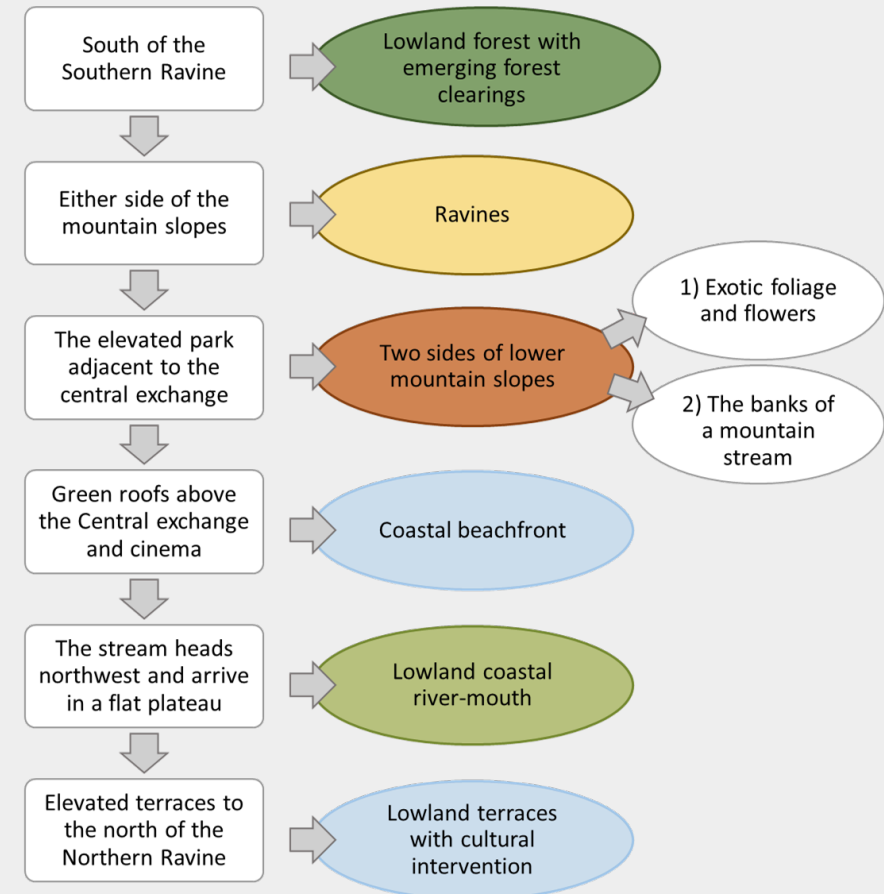 South of the
Southern Ravine
Lowland forest with
emerging forest
clearings
Either side of the
mountain slopes
Ravines
The elevated park
adjacent to the
central exchange
Two sides of lower
mountain slopes
1) Exotic foliage
and flowers
2) The banks of
a mountain
stream
Green roofs above
the Central exchange
and cinema
Coastal beachfront
The stream heads
northwest and arrive
in a flat plateau
Lowland coastal
river-mouth
Elevated terraces to
the north of the
Northern Ravine
Lowland terraces
with cultural
intervention